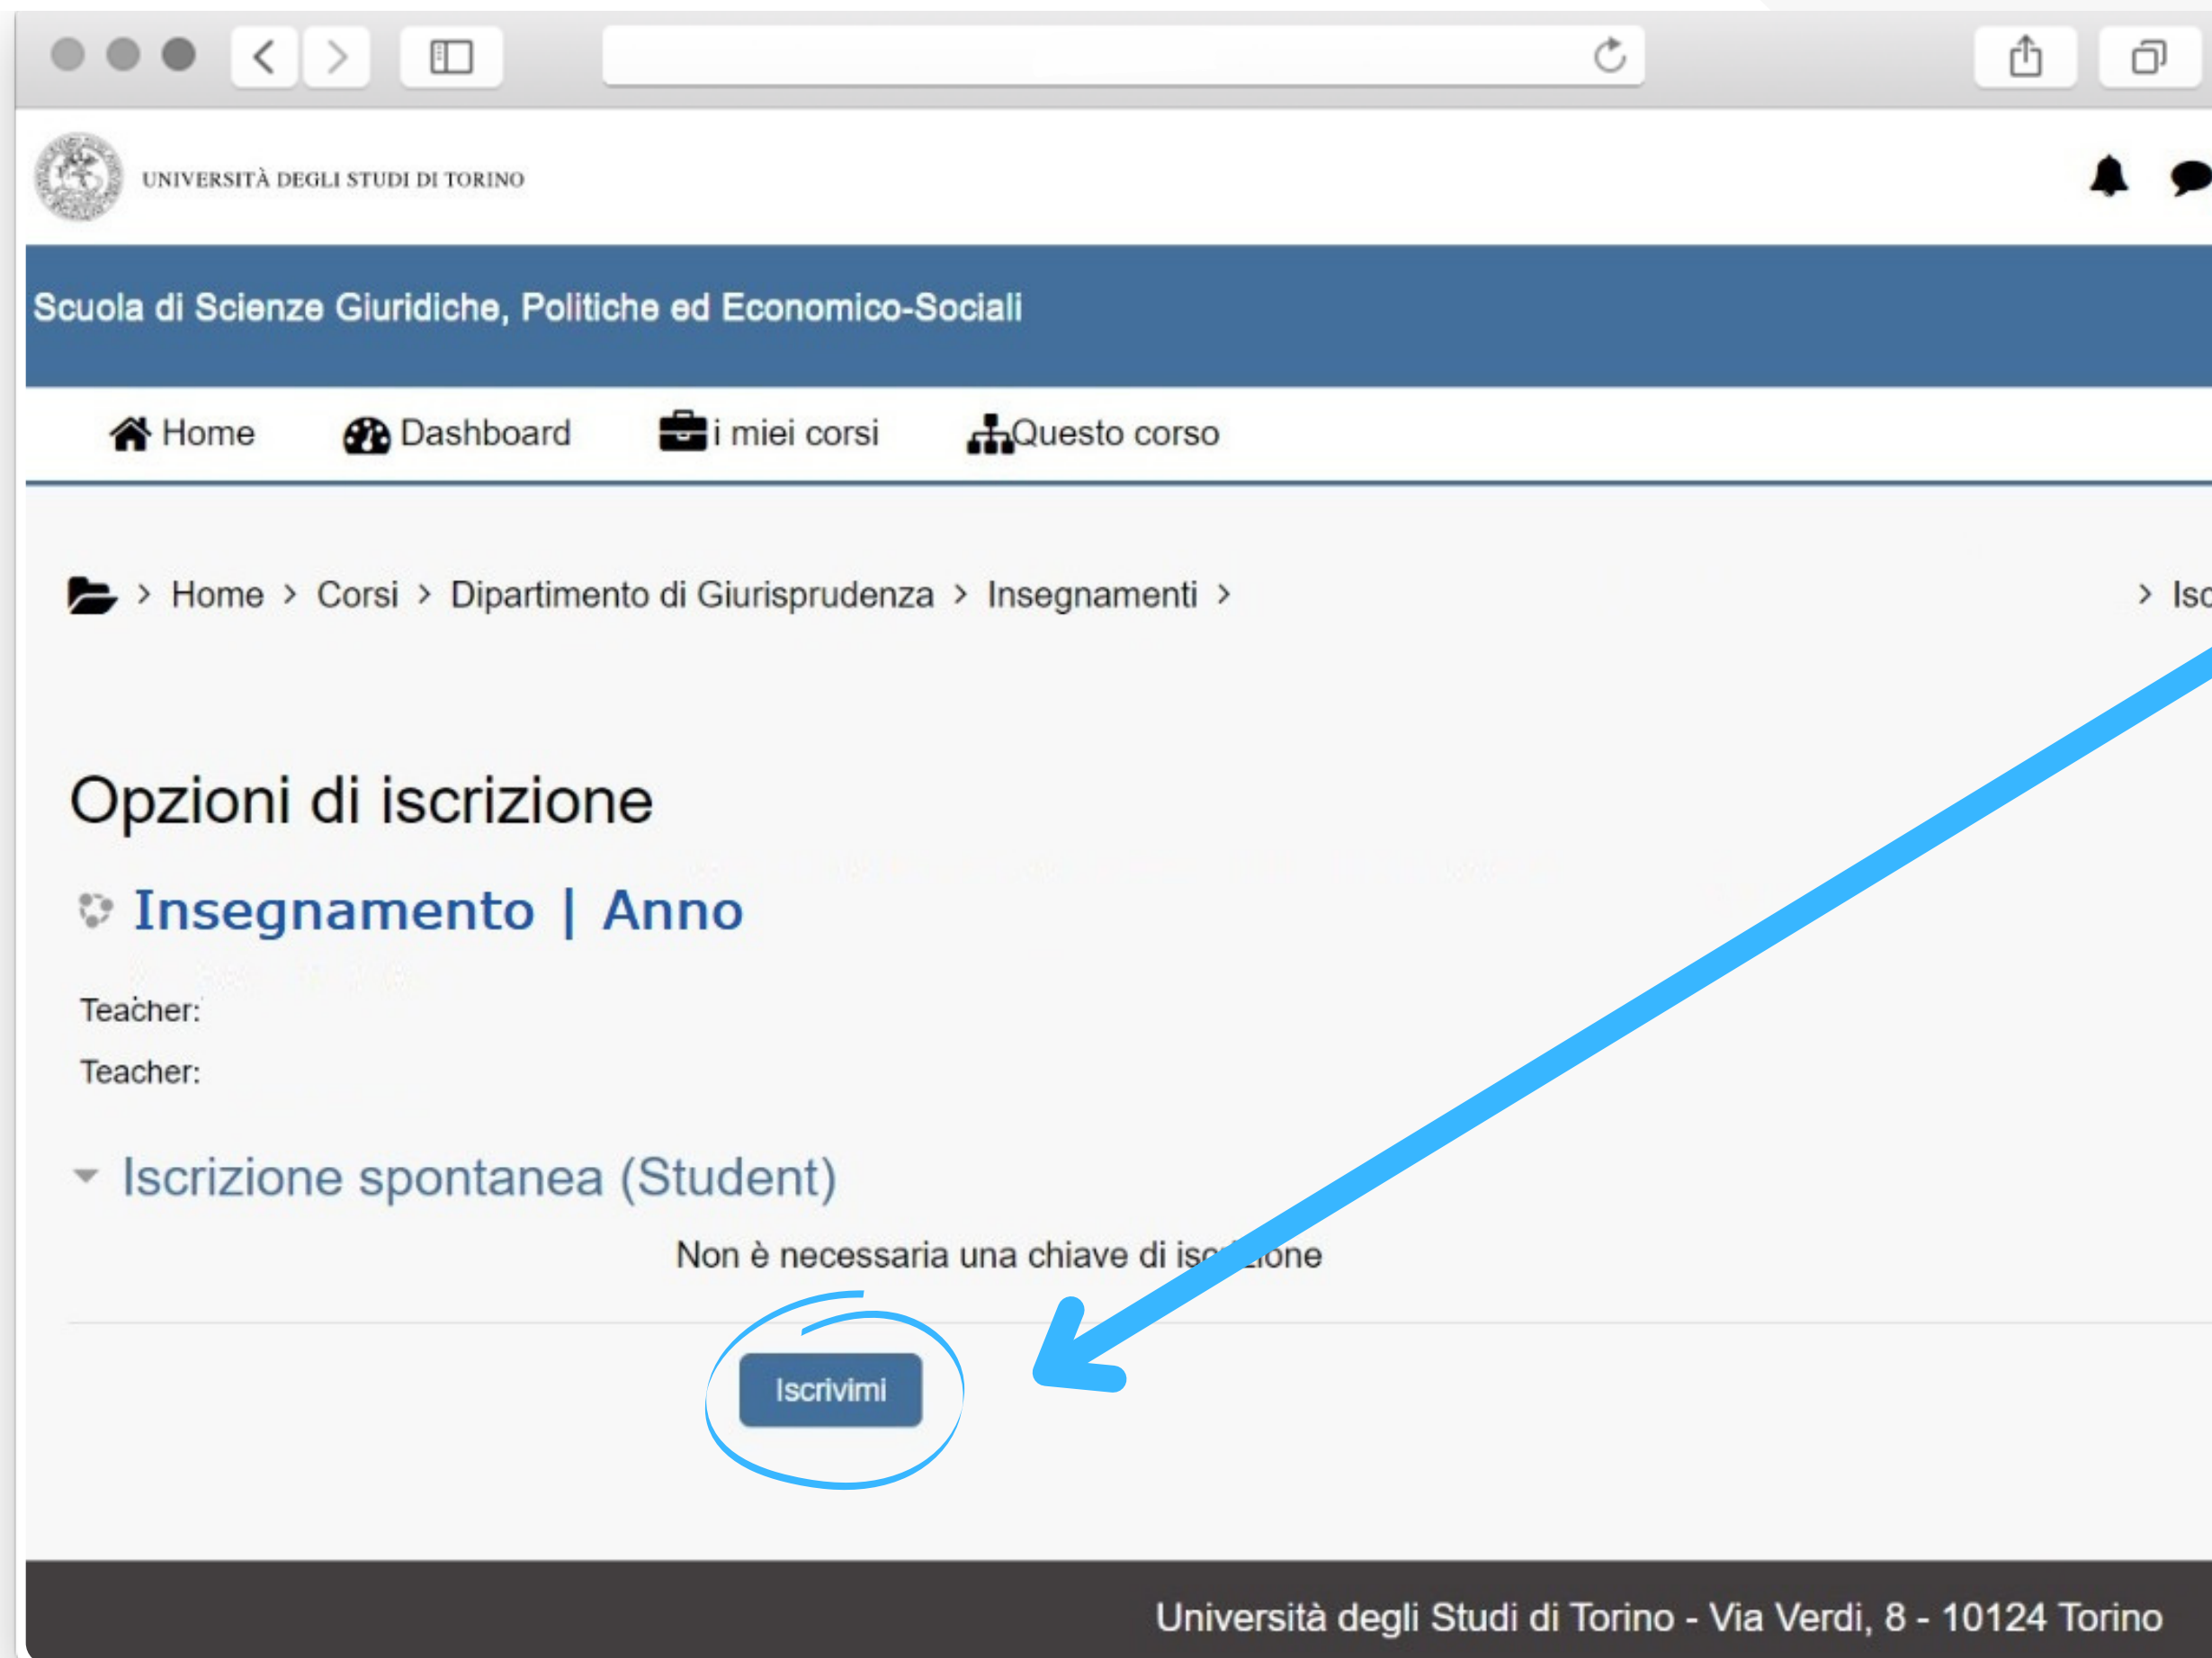 UNIVERSITÀ DEGLI STUDI DI TORINO
Scuola di Scienze Giuridiche, Politiche ed Economico-Sociali
Home Dashboard i miei corsi Questo corso
> Home > Corsi > Dipartimento di Giurisprudenza > Insegnamenti > >
Opzioni di iscrizione
Insegnamento | Anno
Teacher:
Teacher:
Iscrizione spontanea (Student)
Non è necessaria una chiave di iscrizione
Iscrivimi
Università degli Studi di Torino - Via Verdi, 8 - 10124 Torino